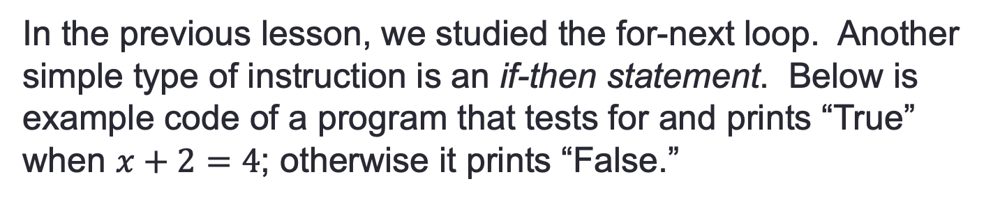 In the previous lesson, we studied the for-next loop.  Another
simple type of instruction is an if-then statement.  Below is
example code of a program that tests for and prints “True”
when x + 2 = 4; otherwise it prints “False.”